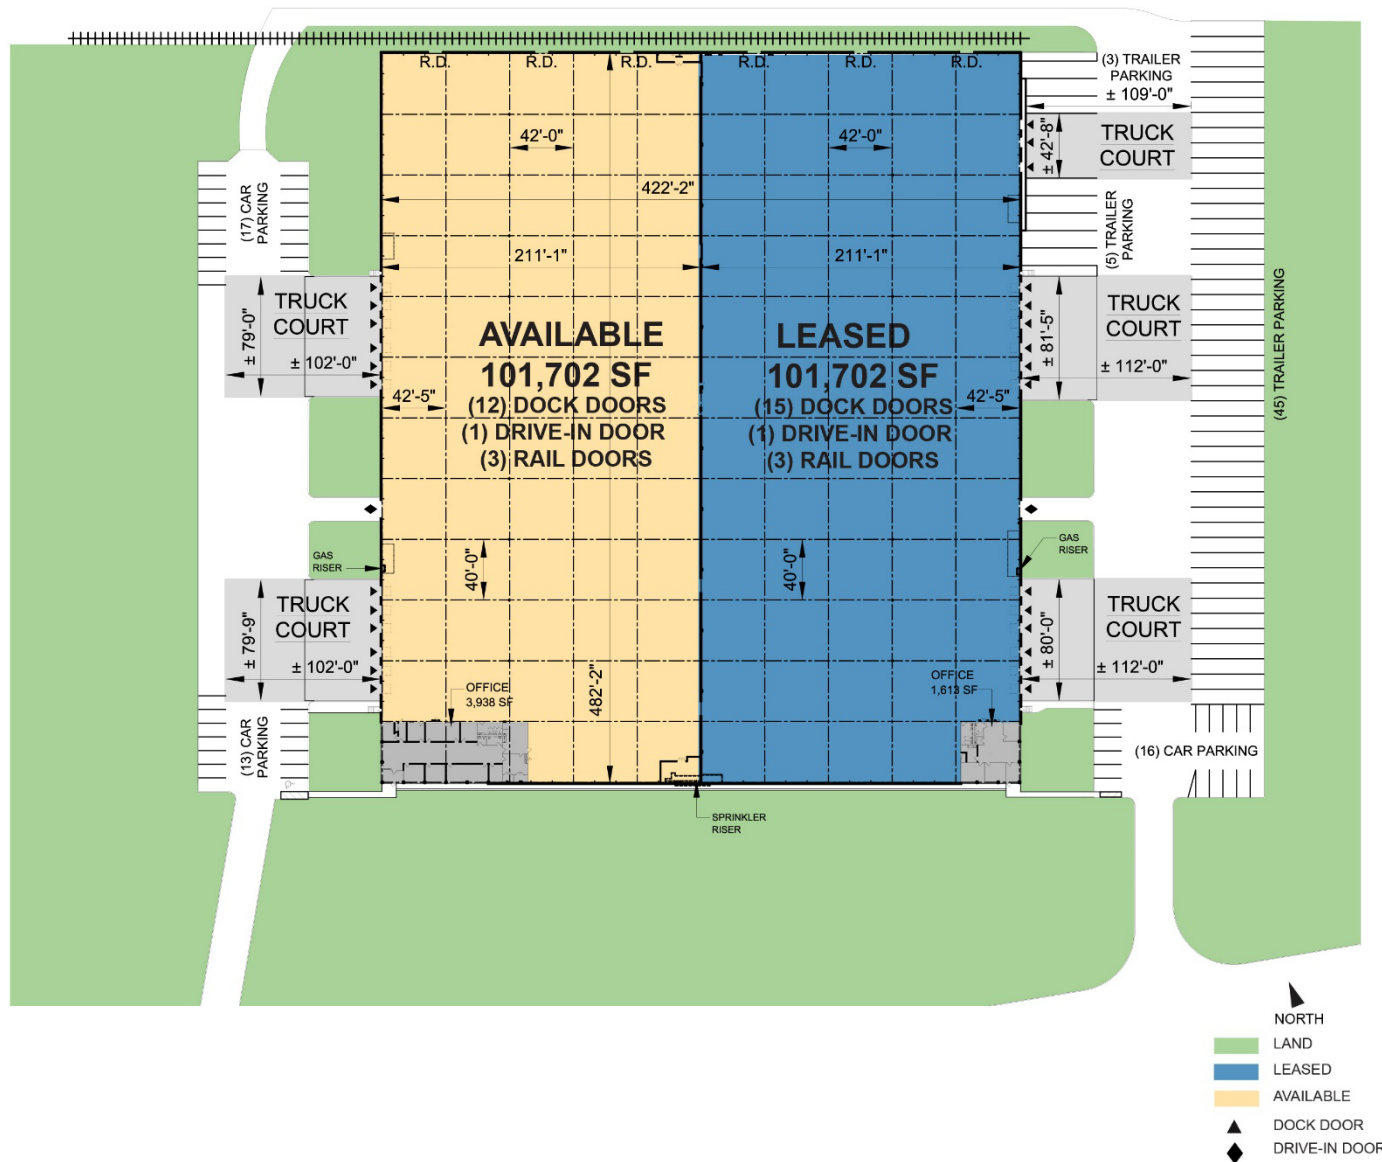 R.D.
R.D.
R.D.
R.D.
R.D.
R.D.
(3) TRAILER
PARKING
± 109'-0"
TRUCK
COURT
± 42'-8"
42'-0"
42'-0"
422'-2"
(17) CAR
PARKING
(5) TRAILER
PARKING
211'-1"
211'-1"
TRUCK
COURT
± 79'-0"
± 102'-0"
42'-5"
AVAILABLE
101,702 SF
(12) DOCK DOORS
(1) DRIVE-IN DOOR
(3) RAIL DOORS
LEASED
101,702 SF
(15) DOCK DOORS
(1) DRIVE-IN DOOR
(3) RAIL DOORS
42'-5"
TRUCK
COURT
± 81'-5"
± 112'-0"
(45) TRAILER PARKING
GAS
RISER
40'-0"
40'-0"
GAS
RISER
TRUCK
COURT
± 79'-9"
± 102'-0"
482'-2"
OFFICE
3,938 SF
OFFICE
1,613 SF
TRUCK
COURT
± 80'-0"
± 112'-0"
(13) CAR
PARKING
(16) CAR PARKING
SPRINKLER
RISER
NORTH
LAND
LEASED
AVAILABLE
DOCK DOOR
DRIVE-IN DOOR